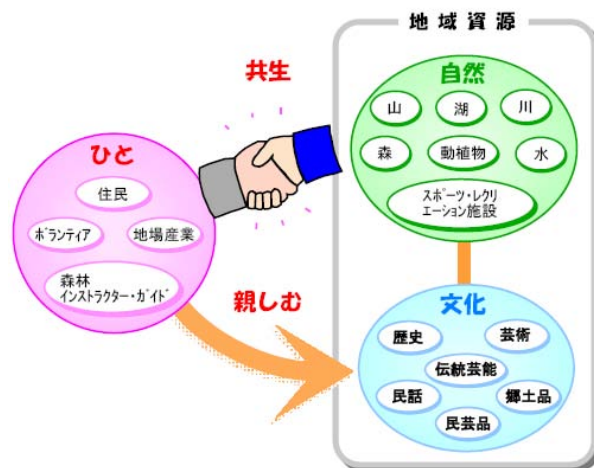 地域資源
共生
自然
山
湖
川
森
動植物
水
スポーツ・レクリ
エーション施設
ひと
住民
ボランティア
地場産業
森林
インストラクター・ガイド
親しむ
文化
歴史
芸術
伝統芸能
民話
郷土品
民芸品